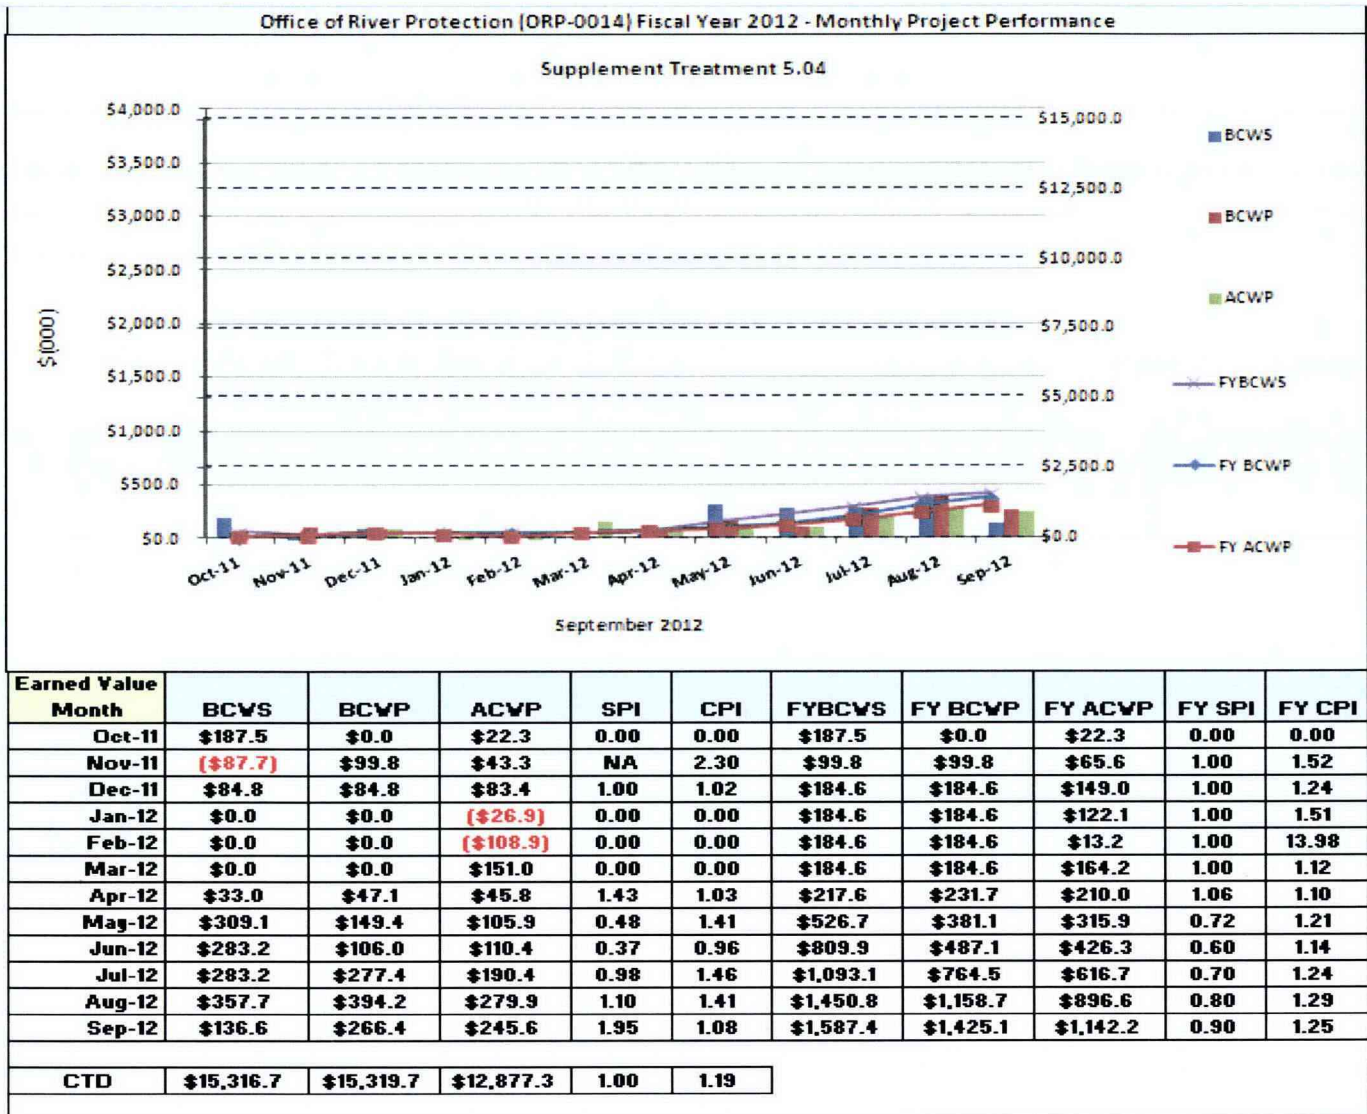 Office of River Protection (ORP-0014) Fiscal Year 2012 - Monthly Project Performance
Supplement Treatment 5.04
$4,000.0
$3,500.0
$3,000.0
$2,500.0
$2,000.0
$1,500.0
$1,000.0
$500.0
$0.0
$(000)
$15,000.0
$12,500.0
$10,000.0
$7,500.0
$5,000.0
$2,500.0
$0.0
BCWS
BCWP
ACWP
FYBCWS
FY BCWP
FY ACWP
Oct-11 Nov-11 Dec-11 Jan-12 Feb-12 Mar-12 Apr-12 May-12 Jun-12 Jul-12 Aug-12 Sep-12
September 2012
Earned Value Month BCWS BCWP ACWP SPI CPI FYBCWS FY BCWP FY ACWP FY SPI FY CPI
Oct-11 $187.5 $0.0 $22.3 0.00 0.00 $187.5 $0.0 $22.3 0.00 0.00
Nov-11 ($87.7) $99.8 $43.3 NA 2.30 $99.8 $99.8 $65.6 1.00 1.52
Dec-11 $84.8 $84.8 $83.4 1.00 1.02 $184.6 $184.6 $149.0 1.00 1.24
Jan-12 $0.0 $0.0 ($26.9) 0.00 0.00 $184.6 $184.6 $122.1 1.00 1.51
Feb-12 $0.0 $0.0 ($108.9) 0.00 0.00 $184.6 $184.6 $13.2 1.00 13.98
Mar-12 $0.0 $0.0 $151.0 0.00 0.00 $184.6 $184.6 $164.2 1.00 1.12
Apr-12 $33.0 $47.1 $45.8 1.43 1.03 $217.6 $231.7 $210.0 1.06 1.10
May-12 $309.1 $149.4 $105.9 0.48 1.41 $526.7 $381.1 $315.9 0.72 1.21
Jun-12 $283.2 $106.0 $110.4 0.37 0.96 $809.9 $487.1 $426.3 0.60 1.14
Jul-12 $283.2 $277.4 $190.4 0.98 1.46 $1,093.1 $764.5 $616.7 0.70 1.24
Aug-12 $357.7 $394.2 $279.9 1.10 1.41 $1,450.8 $1,158.7 $896.6 0.80 1.29
Sep-12 $136.6 $266.4 $245.6 1.95 1.08 $1,587.4 $1,425.1 $1,142.2 0.90 1.25
CTD $15,316.7 $15,319.7 $12,877.3 1.00 1.19